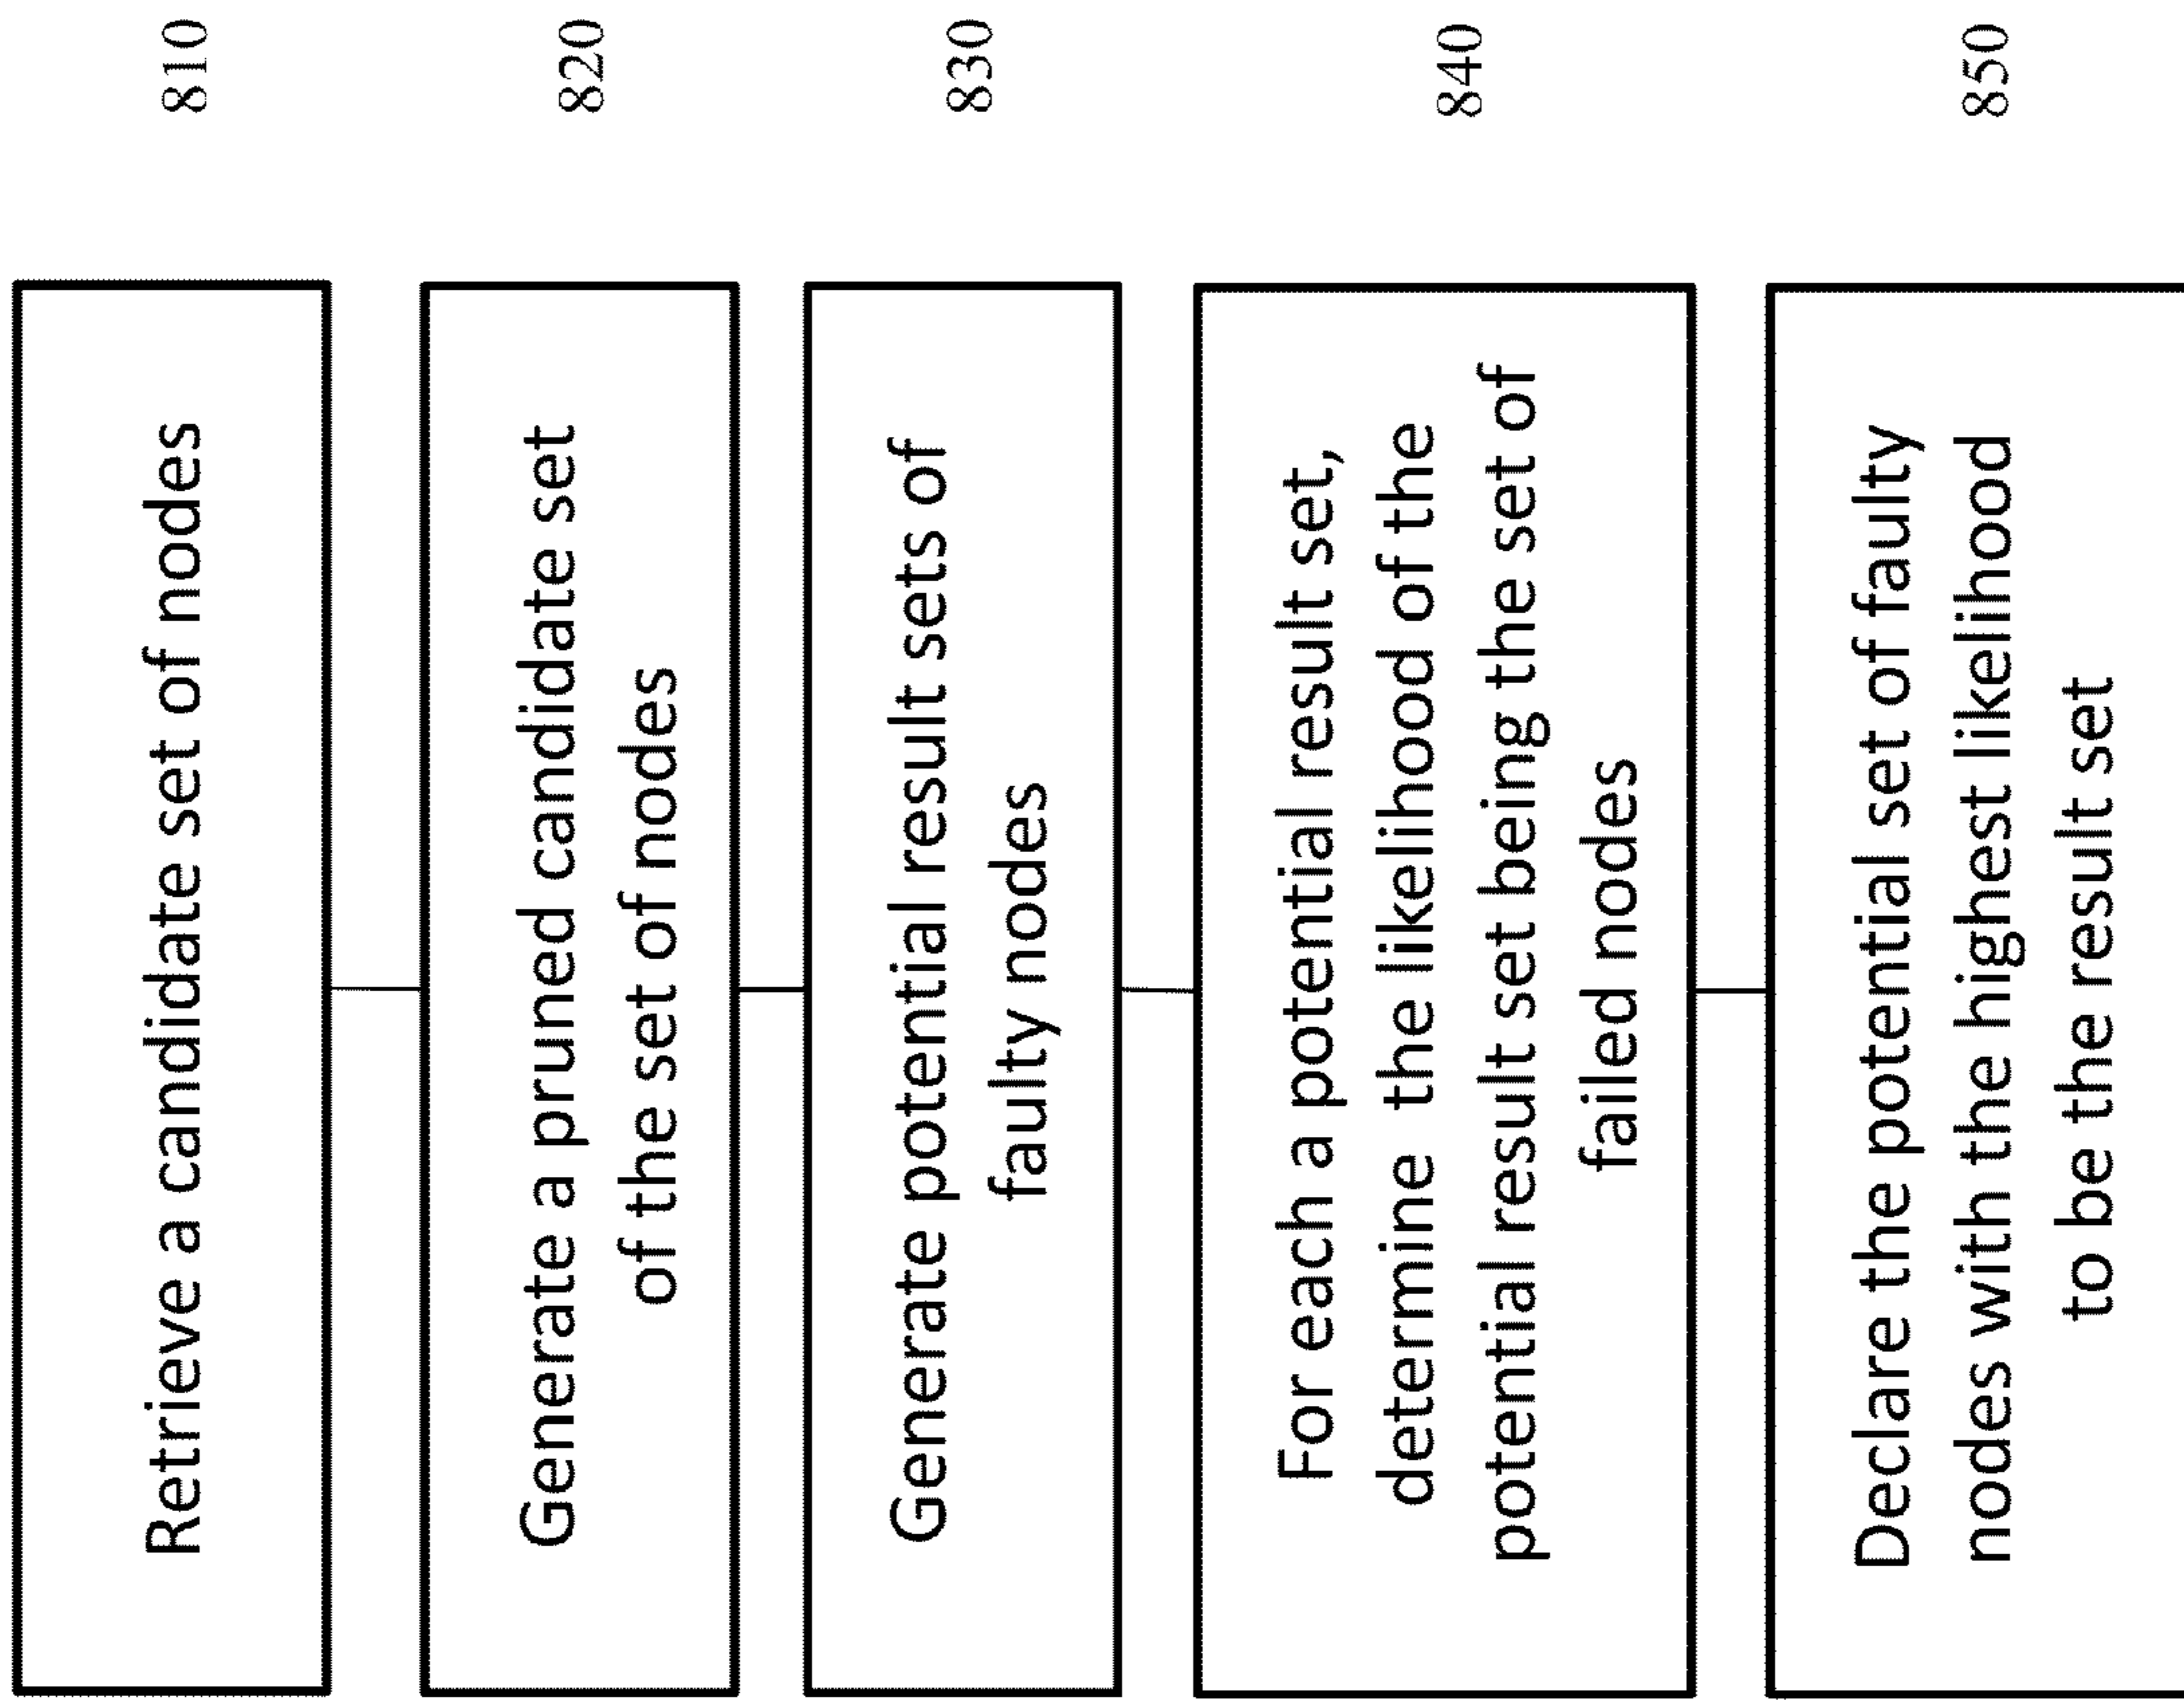 Retrieve a candidate set of nodes
810
Generate a pruned candidate set
of the set of nodes
820
Generate potential result sets of
faulty nodes
830
For each a potential result set,
determine the likelihood of the
potential result set being the set of
failed nodes
840
Declare the potential set of faulty
nodes with the highest likelihood
to be the result set
850